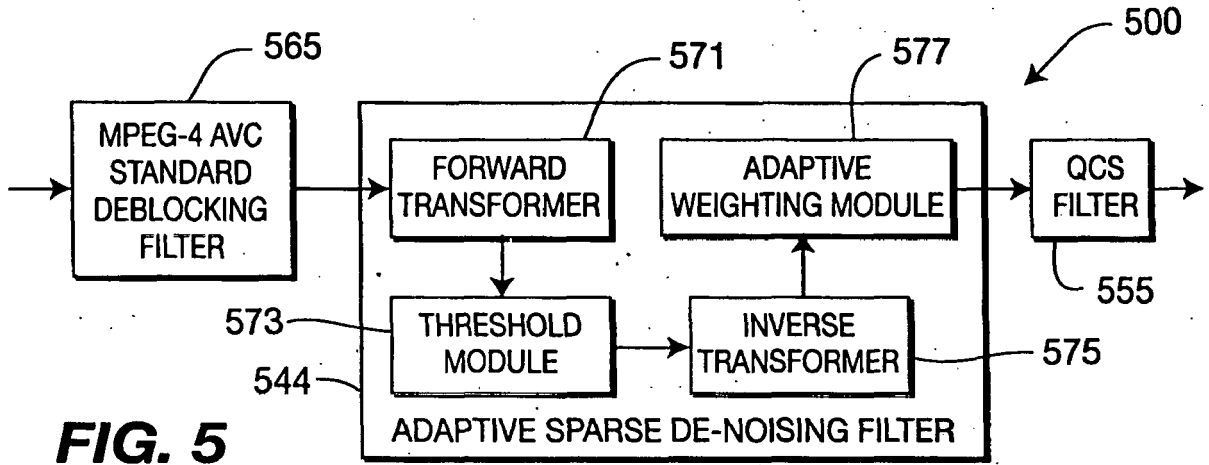 565
571
577
500
MPEG-4 AVC
STANDARD
DEBLOCKING
FILTER
FORWARD
TRANSFORMER
ADAPTIVE
WEIGHTING MODULE
QCS
FILTER
555
573
THRESHOLD
MODULE
INVERSE
TRANSFORMER
575
544
ADAPTIVE SPARSE DE-NOISING FILTER
FIG. 5